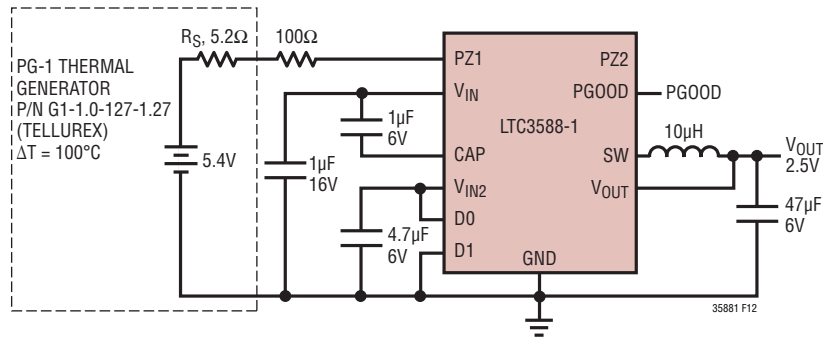 PG-1 THERMAL
GENERATOR
P/N G1-1.0-127-1.27
(TELLUREX)
∆T = 100°C
RS, 5.2Ω
100Ω
5.4V
1µF
16V
1µF
6V
4.7µF
6V
PZ1
VIN
CAP
VIN2
D0
D1
LTC3588-1
GND
PZ2
PGOOD
SW
VOUT
PGOOD
10µH
VOUT
2.5V
47µF
6V
35881 F12